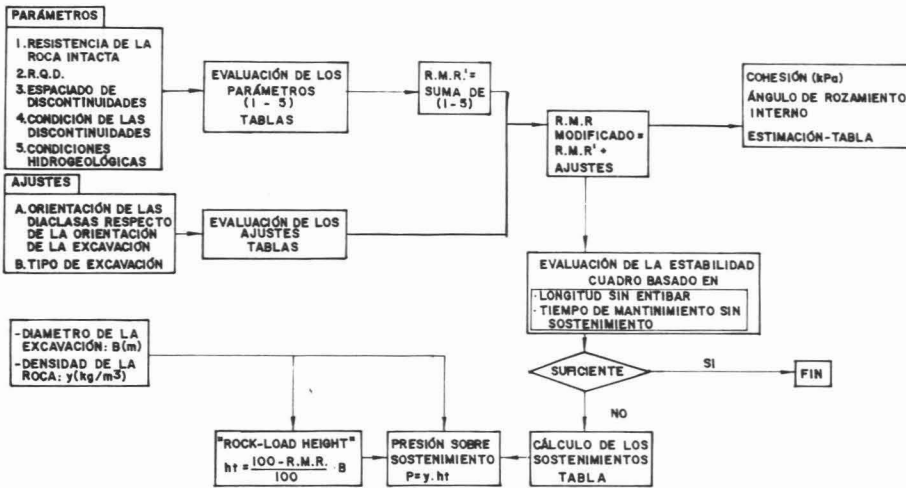 PARÁMETROS
1. RESISTENCIA DE LA
ROCA INTACTA
2. R.Q.D.
3. ESPACIADO DE
DISCONTINUIDADES
4. CONDICIÓN DE LAS
DISCONTINUIDADES
5. CONDICIONES
HIDROGEOLÓGICAS
EVALUACIÓN DE LOS
PARÁMETROS
(1 - 5)
TABLAS
R.M.R.' =
SUMA DE
(1-5)
R.M.R
MODIFICADO =
R.M.R' +
AJUSTES
COHESIÓN (kPa)
ÁNGULO DE ROZAMIENTO
INTERNO
ESTIMACIÓN-TABLA
AJUSTES
A. ORIENTACIÓN DE LAS
DIACLASAS RESPECTO
DE LA ORIENTACIÓN
DE LA EXCAVACIÓN
B. TIPO DE EXCAVACIÓN
EVALUACIÓN DE LOS
AJUSTES
TABLAS
EVALUACIÓN DE LA ESTABILIDAD
CUADRO BASADO EN
· LONGITUD SIN ENTIBAR
· TIEMPO DE MANTINIMIENTO SIN
SOSTENIMIENTO
SUFICIENTE
SI
FIN
NO
-DIAMETRO DE LA
EXCAVACIÓN: B(m)
-DENSIDAD DE LA
ROCA: y(kg/m3)
"ROCK-LOAD HEIGHT"
ht = 100 - R.M.R. / 100 · B
PRESIÓN SOBRE
SOSTENIMIENTO
P=y.ht
CÁLCULO DE LOS
SOSTENIMIENTOS
TABLA